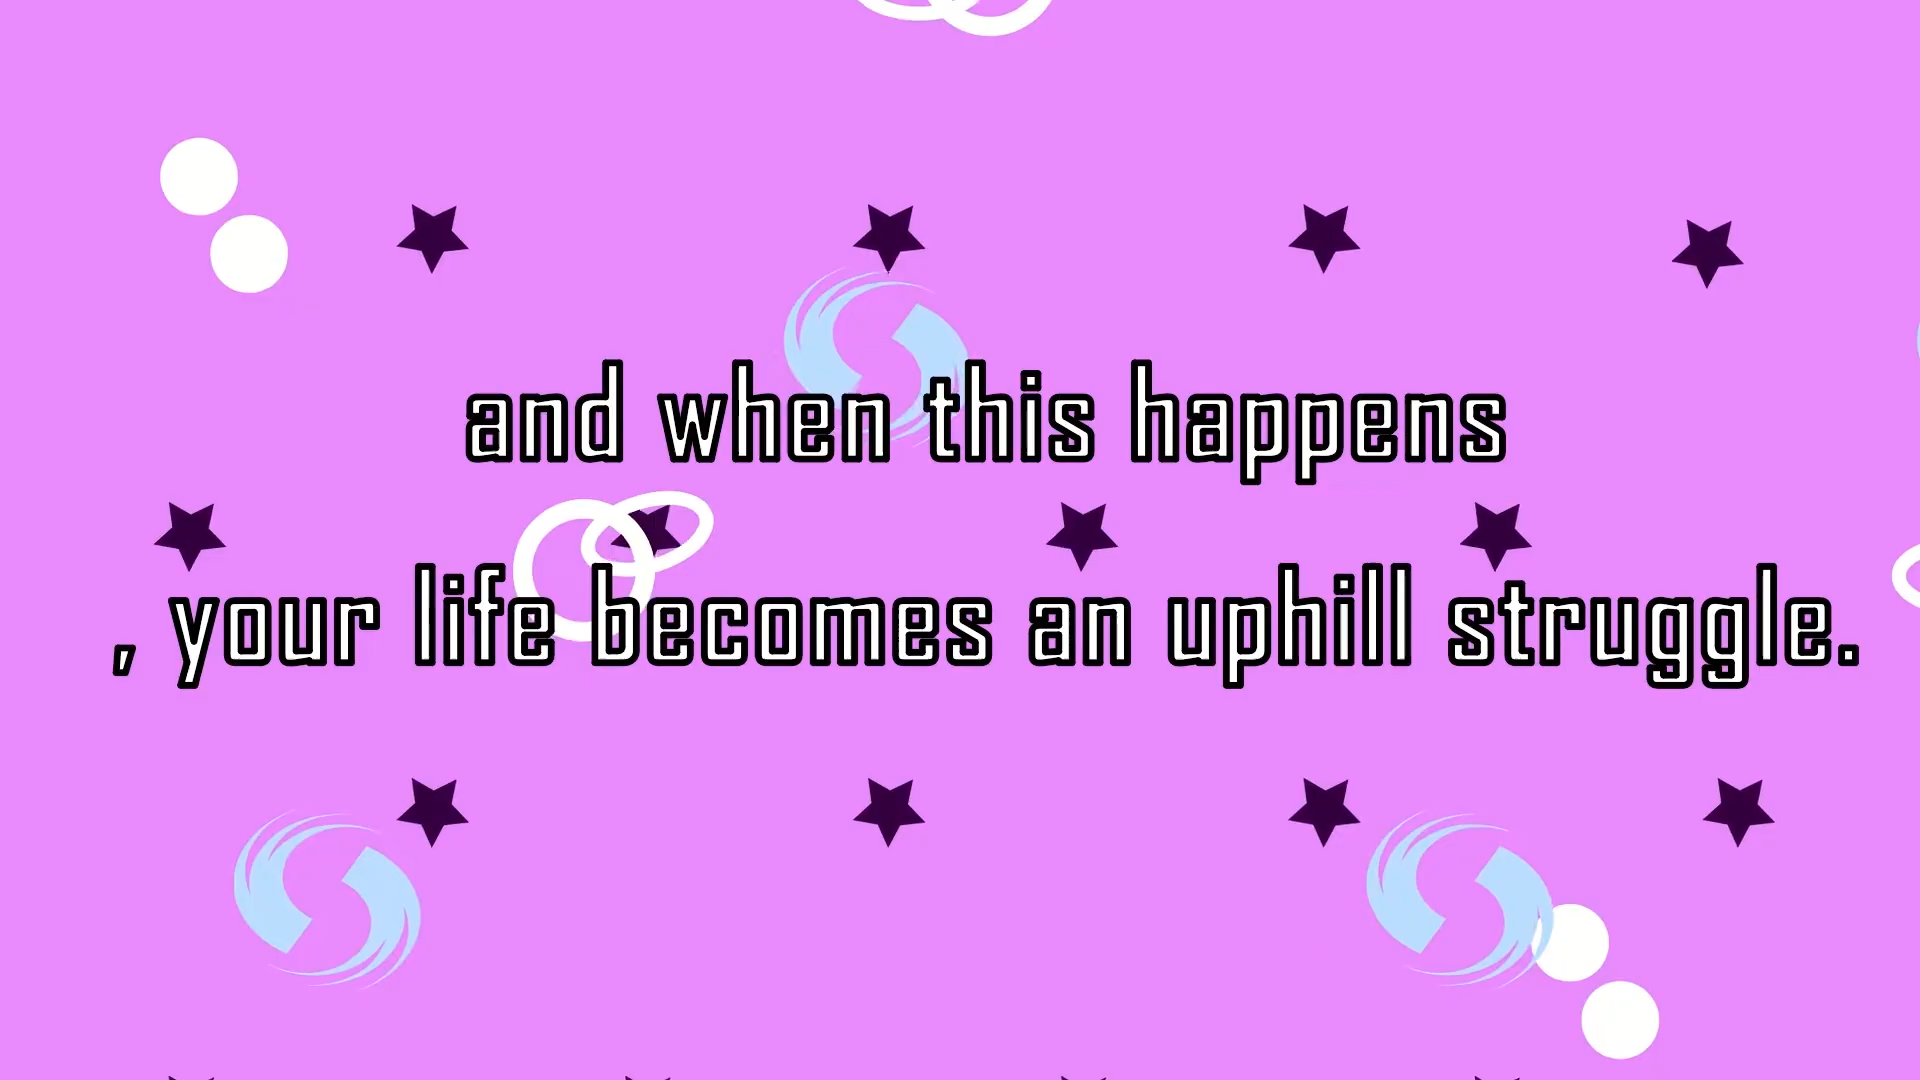 and when this happens
, your life becomes an uphill struggle.